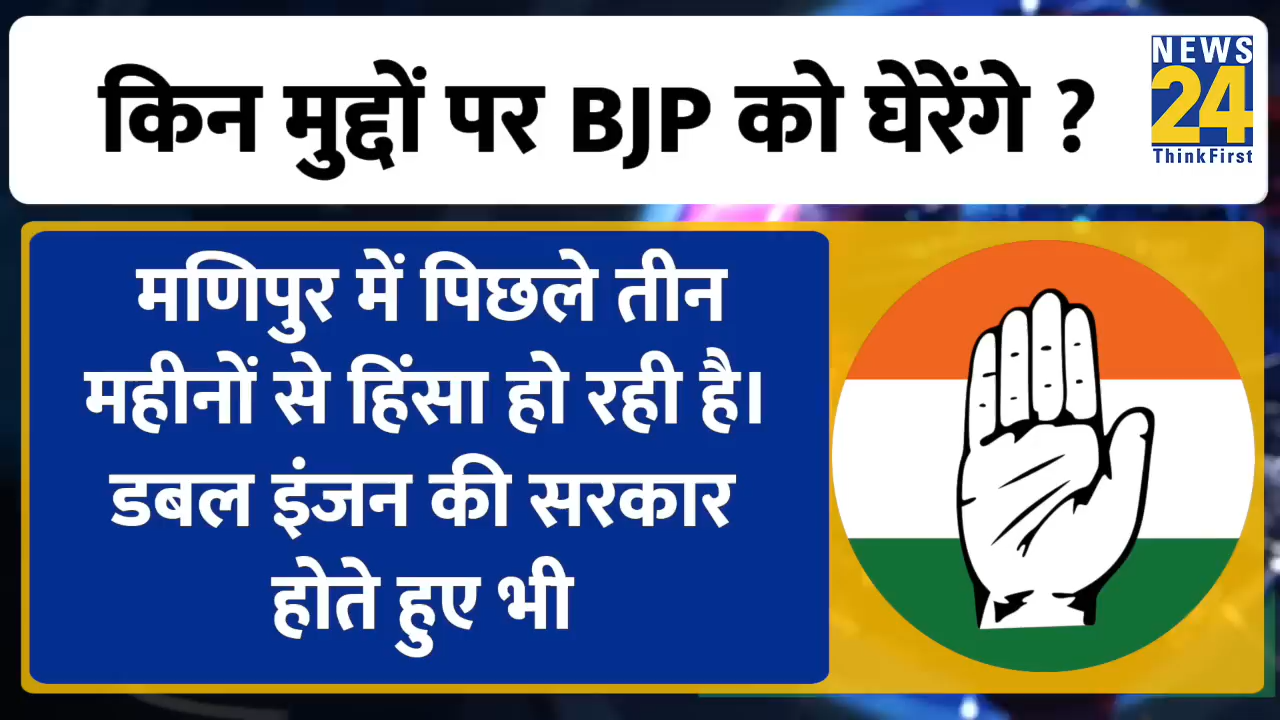 किन मुद्दों पर BJP को घेरेंगे ?
NEWS
24
ThinkFirst
मणिपुर में पिछले तीन
महीनों से हिंसा हो रही है।
डबल इंजन की सरकार
होते हुए भी